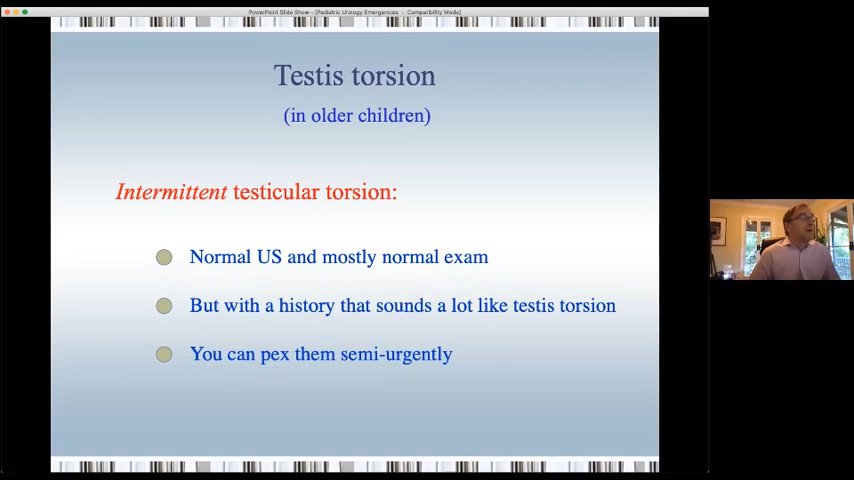 PowerPoint Slide Show - [Pediatric Urology Emergencies - Compatibility Mode]
Testis torsion
(in older children)
Intermittent testicular torsion:
Normal US and mostly normal exam
But with a history that sounds a lot like testis torsion
You can pex them semi-urgently